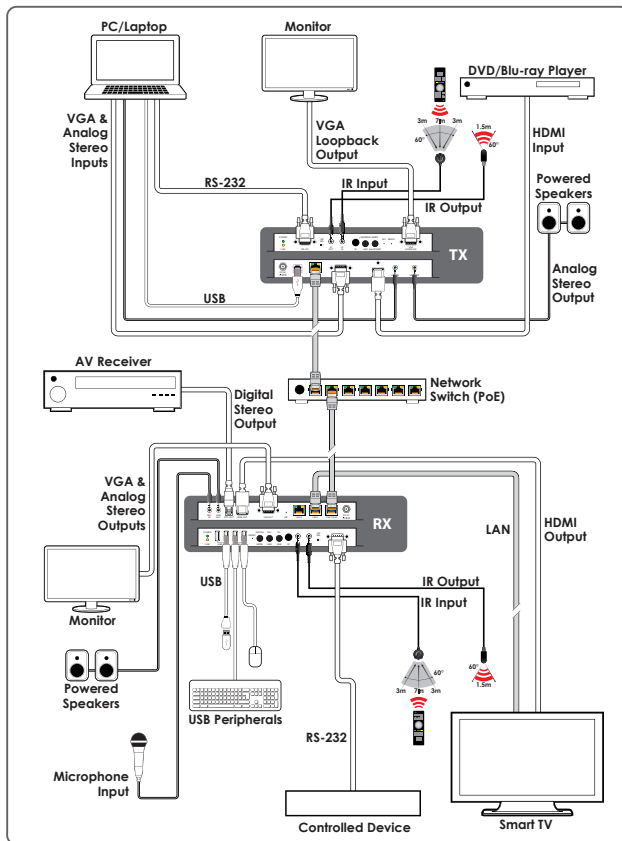 PC/Laptop
Monitor
DVD/Blu-ray Player
VGA &
Analog
Stereo
Inputs
VGA
Loopback
Output
3m 7m 3m
60°
1.5m
60°
HDMI
Input
RS-232
IR Input
IR Output
Powered
Speakers
TX
USB
Analog
Stereo
Output
AV Receiver
Digital
Stereo
Output
Network
Switch (PoE)
VGA &
Analog
Stereo
Outputs
RX
LAN
HDMI
Output
USB
IR Output
IR Input
Monitor
60°
3m 7m 3m
60°
1.5m
Powered
Speakers
USB Peripherals
RS-232
Microphone
Input
Controlled Device
Smart TV